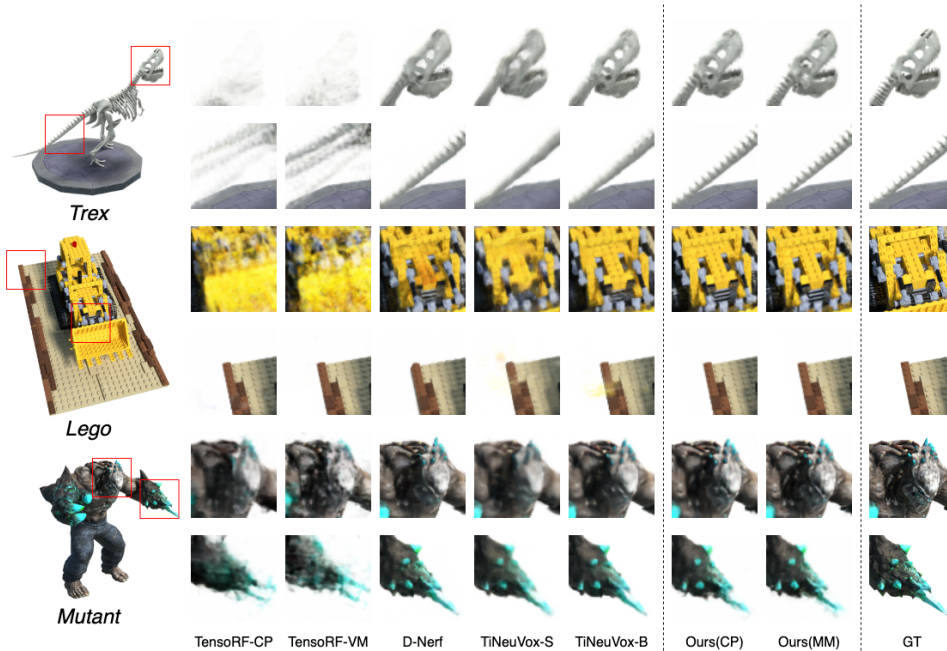 Trex
Lego
Mutant
TensoRF-CP TensoRF-VM D-Nerf TiNeuVox-S TiNeuVox-B Ours(CP) Ours(MM) GT